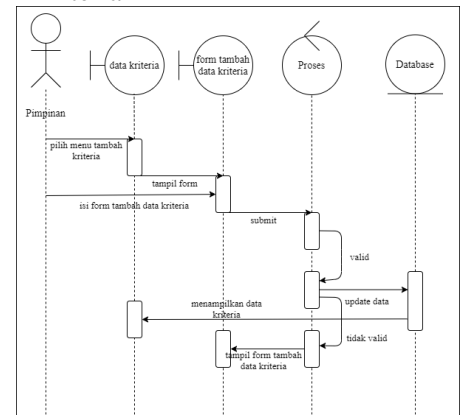 data kriteria
form tambah
data kriteria
Proses
Database
Pimpinan
pilih menu tambah
kriteria
tampil form
isi form tambah data kriteria
submit
valid
update data
menampilkan data
kriteria
tidak valid
tampil form tambah
data kriteria